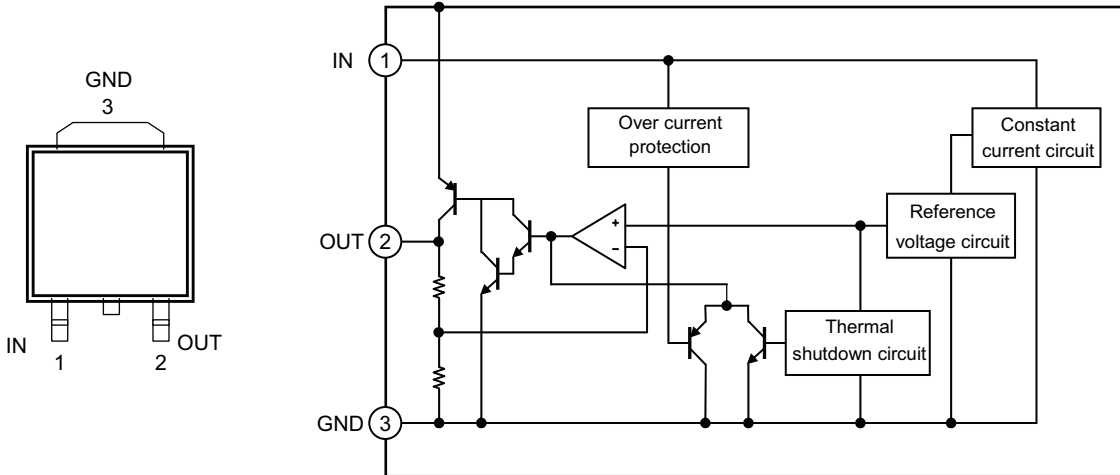 GND
3
IN
1
2
OUT
IN
1
OUT
2
GND
3
Over current
protection
Constant
current circuit
Reference
voltage circuit
Thermal
shutdown circuit
+
−